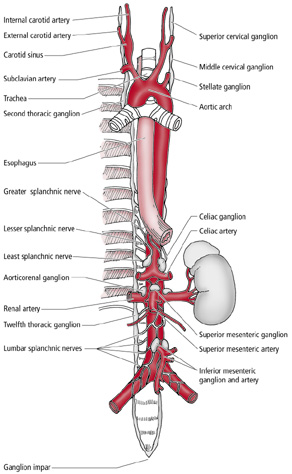 Internal carotid artery
External carotid artery
Carotid sinus
Subclavian artery
Trachea
Second thoracic ganglion
Esophagus
Greater splanchnic nerve
Lesser splanchnic nerve
Least splanchnic nerve
Aorticorenal ganglion
Renal artery
Twelfth thoracic ganglion
Lumbar splanchnic nerves
Ganglion impar
Superior cervical ganglion
Middle cervical ganglion
Stellate ganglion
Aortic arch
Celiac ganglion
Celiac artery
Superior mesenteric ganglion
Superior mesenteric artery
Inferior mesenteric
ganglion and artery